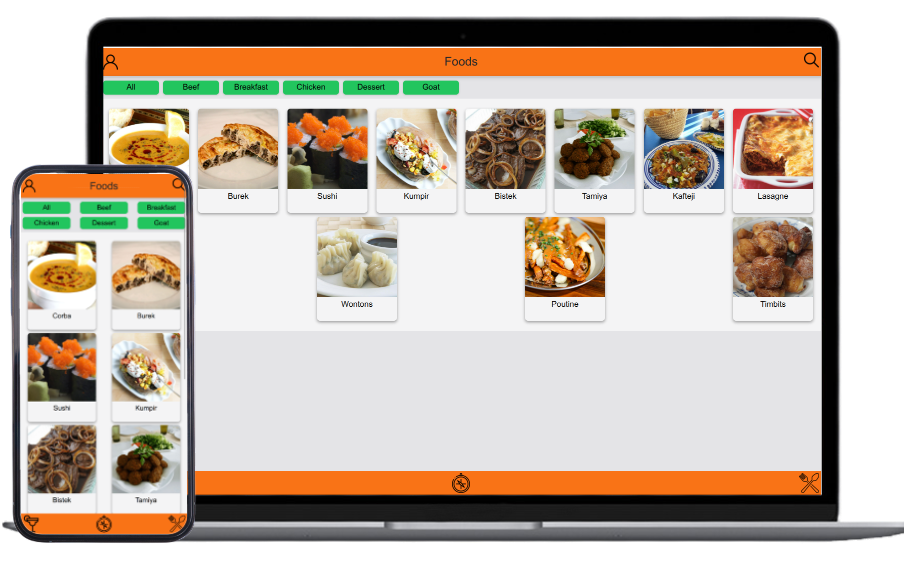 Foods
All Beef Breakfast Chicken Dessert Goat
Burek Sushi Kumpir Bistek Tamiya Kafteji Lasagne
Wontons Poutine Timbits
Foods
All Beef Breakfast
Chicken Dessert Goat
Corba Burek
Sushi Kumpir
Bistek Tamiya